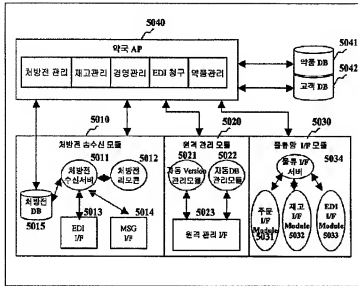 5040
약국 AP
처방전 관리 재고관리 경영관리 EDI 청구 약품관리
5041
약품 DB
5042
고객 DB
5010
처방전 송수신 모듈
5011
처방전
수신서버
5012
처방전
리모콘
처방전
DB
5015
5013
EDI
I/F
5014
MSG
I/F
5020
원격 관리 모듈
5021
자동 Version
관리모듈
5022
자동DB
관리모듈
5023
원격 관리 I/F
5030
물류망 I/F 모듈
물류 I/F
서버
5034
주문
I/F
Module
5031
재고
I/F
Module
5032
EDI
I/F
Module
5033